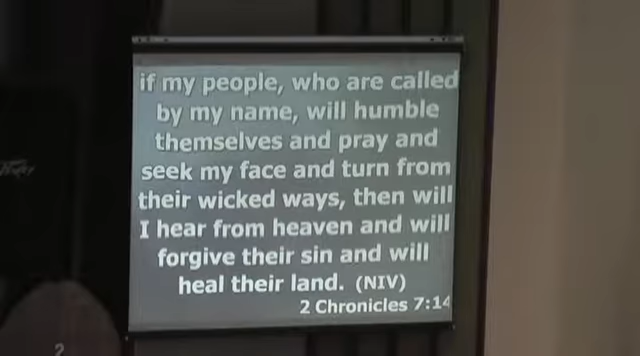 if my people, who are called
by my name, will humble
themselves and pray and
seek my face and turn from
their wicked ways, then will
I hear from heaven and will
forgive their sin and will
heal their land. (NIV)
2 Chronicles 7:14
2